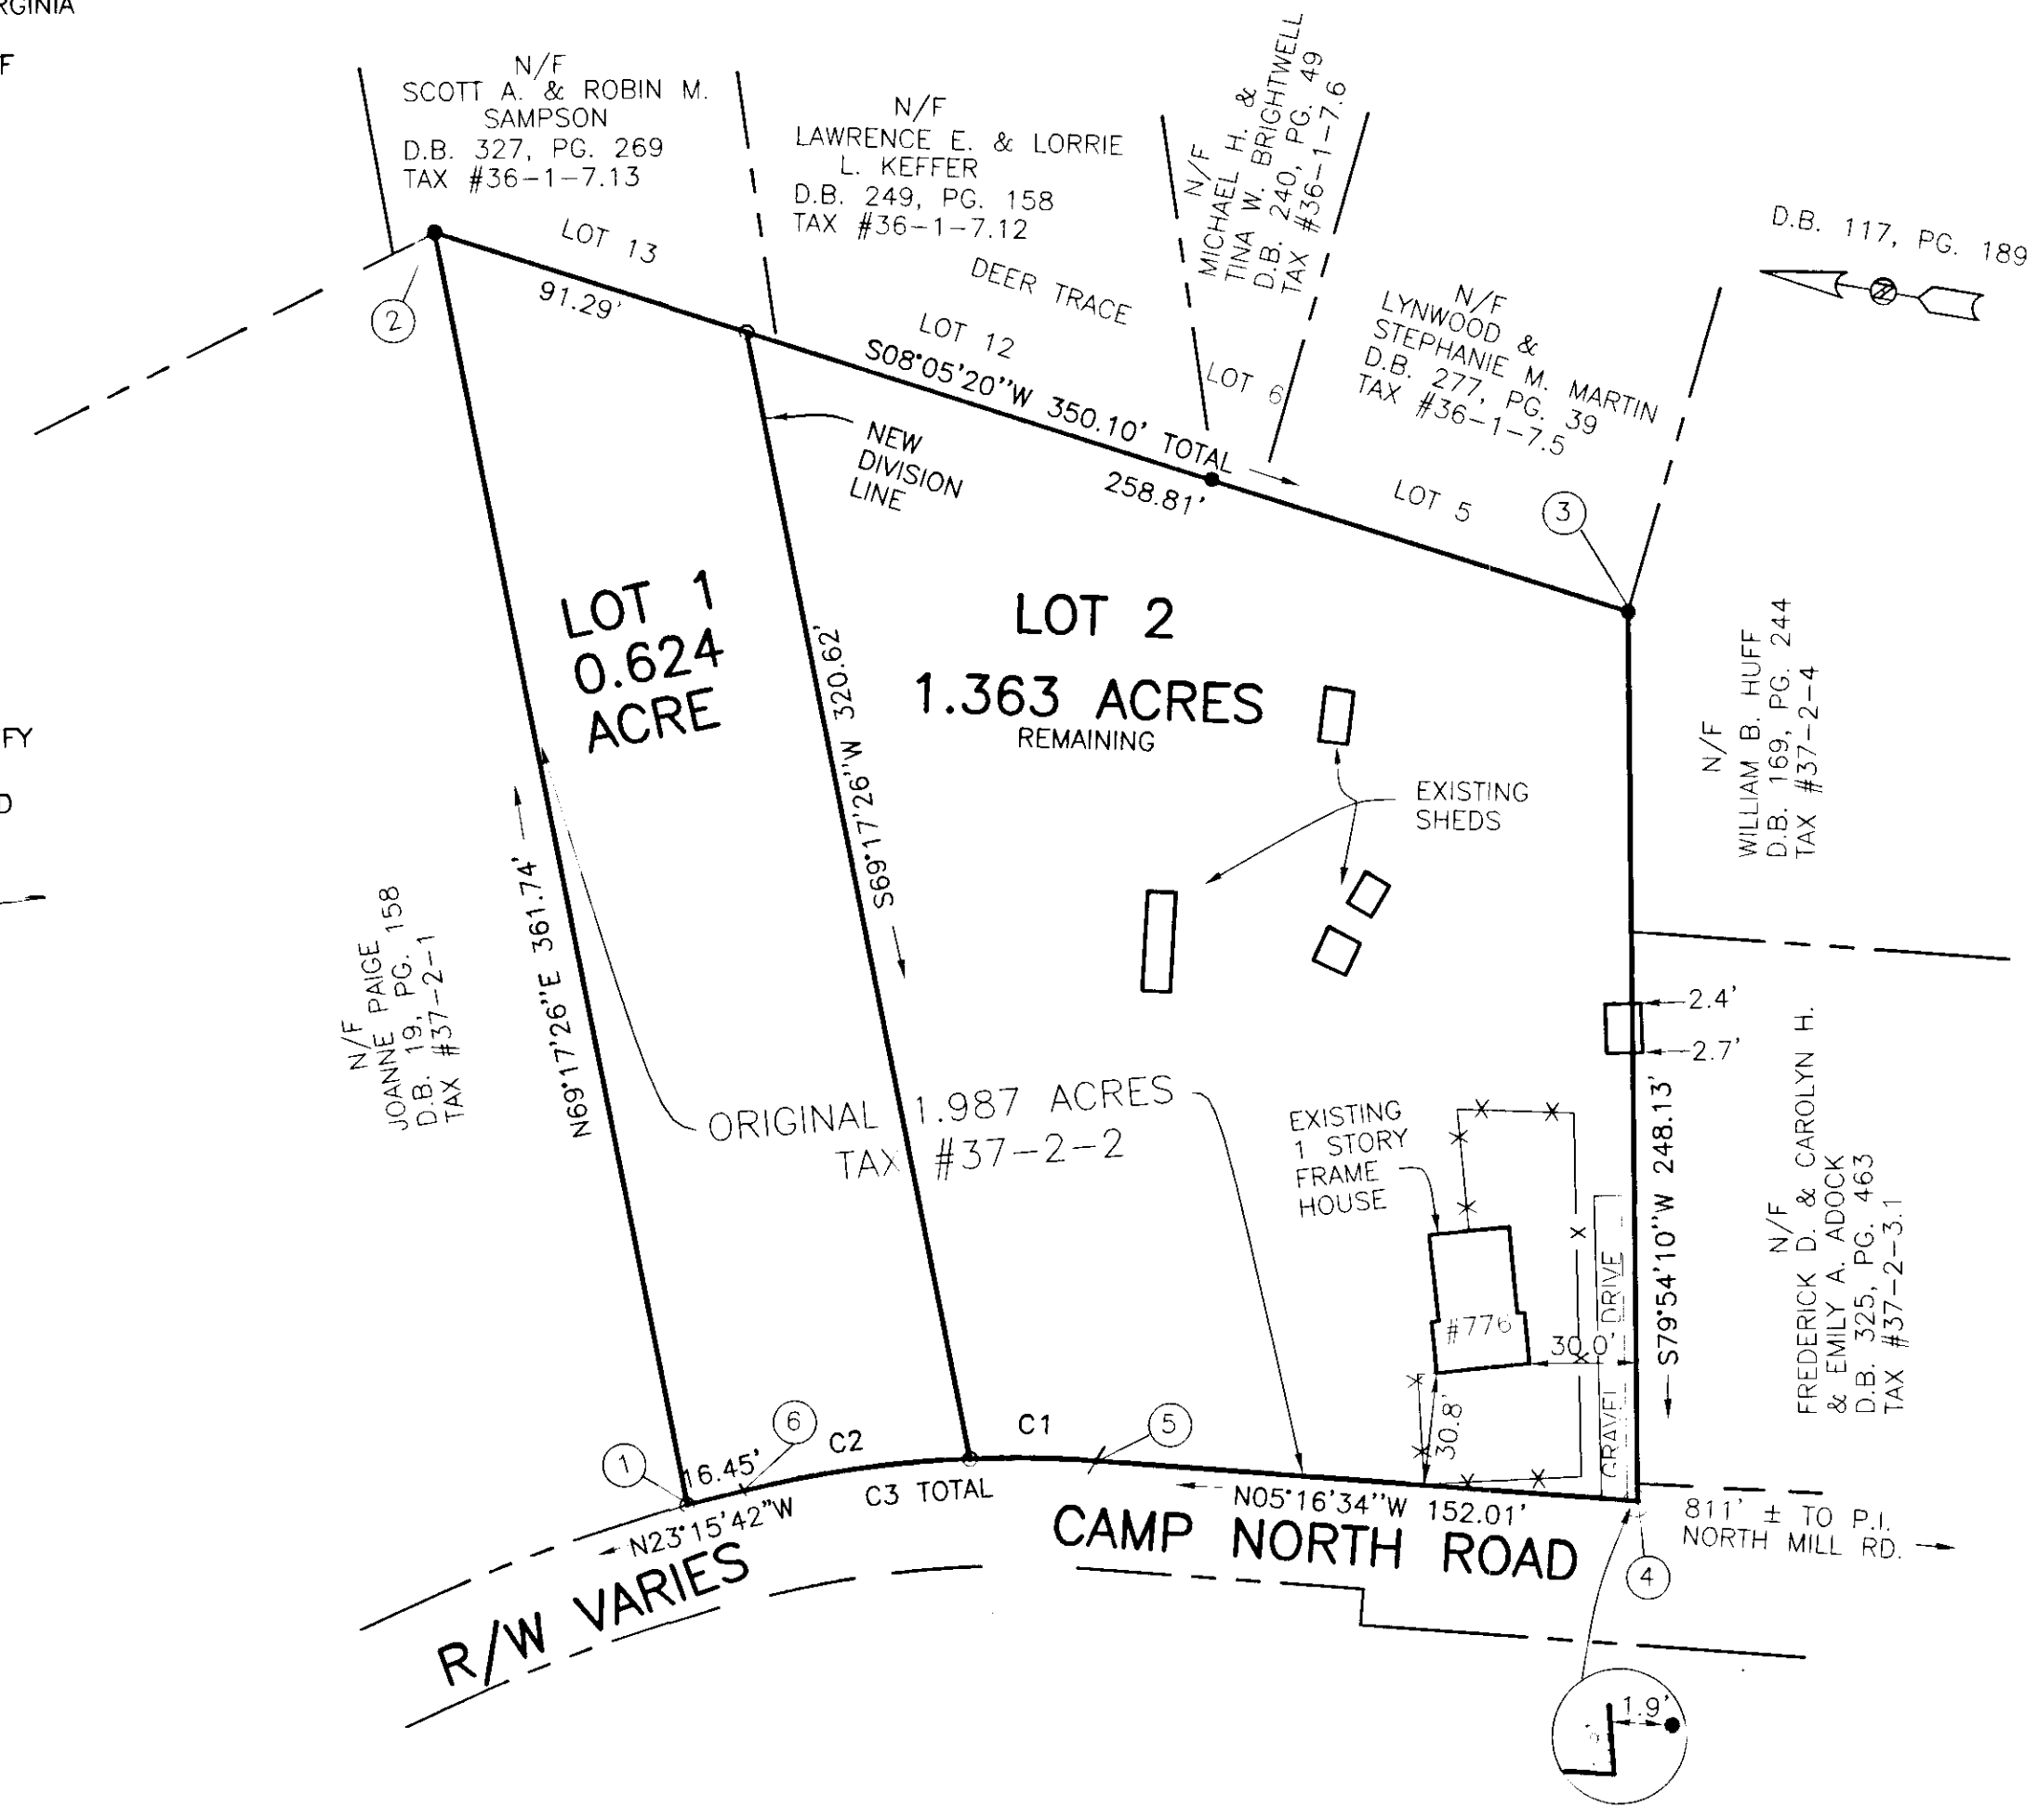 RGINIA
F
N/F
SCOTT A. & ROBIN M.
SAMPSON
D.B. 327, PG. 269
TAX #36-1-7.13
N/F
LAWRENCE E. & LORRIE
L. KEFFER
D.B. 249, PG. 158
TAX #36-1-7.12
N/F
MICHAEL H. &
TINA W. BRIGHTWELL
D.B. 240, PG. 49
TAX #36-1-7.6
D.B. 117, PG. 189
N/F
LYNWOOD &
STEPHANIE M. MARTIN
D.B. 277, PG. 39
TAX #36-1-7.5
LOT 13
91.29'
2
DEER TRACE
LOT 12
S08°05'20"W 350.10' TOTAL
LOT 6
258.81'
LOT 5
3
NEW
DIVISION
LINE
LOT 1
0.624
ACRE
LOT 2
1.363 ACRES
REMAINING
S69°17'26"W 320.62'
EXISTING
SHEDS
N/F
WILLIAM B. HUFF
D.B. 169, PG. 244
TAX #37-2-4
FY
D
N/F
JOANNE PAIGE
D.B. 19, PG. 158
TAX #37-2-1
N69°17'26"E 361.74'
2.4'
2.7'
ORIGINAL 1.987 ACRES
TAX #37-2-2
EXISTING
1 STORY
FRAME
HOUSE
#776
30.0'
30.8'
GRAVEL DRIVE
S79°54'10"W 248.13'
N/F
FREDERICK D. & CAROLYN H.
& EMILY A. ADOCK
D.B. 325, PG. 463
TAX #37-2-3.1
1
16.45'
6
C2
C1
5
C3 TOTAL
N23°15'42"W
N05°16'34"W 152.01'
R/W VARIES
CAMP NORTH ROAD
811' ± TO P.I.
NORTH MILL RD.
4
1.9'